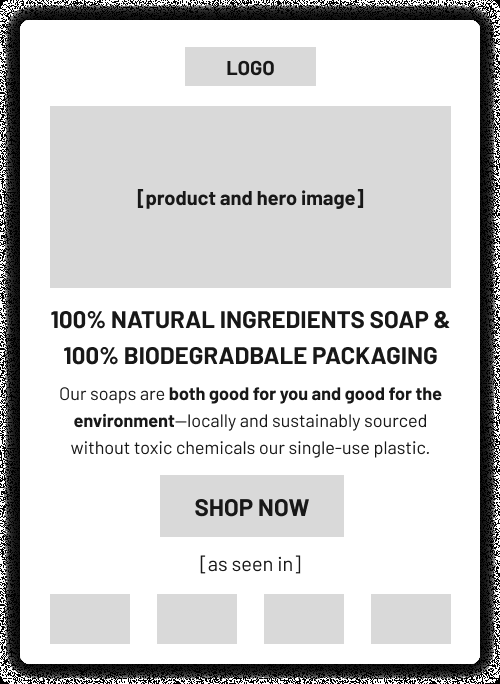 LOGO
[product and hero image]
100% NATURAL INGREDIENTS SOAP &
100% BIODEGRADBALE PACKAGING
Our soaps are both good for you and good for the
environment—locally and sustainably sourced
without toxic chemicals our single-use plastic.
SHOP NOW
[as seen in]